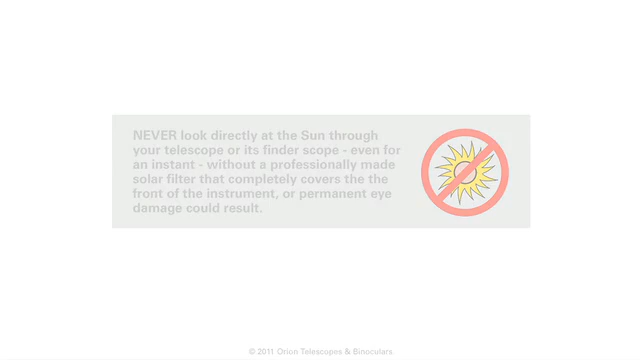 NEVER look directly at the Sun through
your telescope or its finder scope - even for
an instant - without a professionally made
solar filter that completely covers the the
front of the instrument, or permanent eye
damage could result.
© 2011 Orion Telescopes & Binoculars